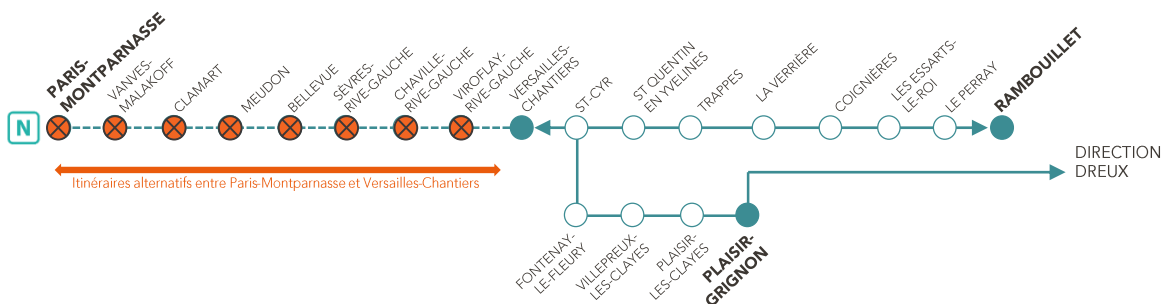 N
PARIS-
MONTPARNASSE
VANVES-
MALAKOFF
CLAMART
MEUDON
BELLEVUE
SÈVRES-
RIVE-GAUCHE
CHAVILLE-
RIVE-GAUCHE
VIROFLAY-
RIVE-GAUCHE
VERSAILLES-
CHANTIERS
ST-CYR
ST QUENTIN
EN YVELINES
TRAPPES
LA VERRIÈRE
COIGNIÈRES
LES ESSARTS-
LE-ROI
LE PERRAY
RAMBOUILLET
Itinéraires alternatifs entre Paris-Montparnasse et Versailles-Chantiers
DIRECTION
DREUX
FONTENAY-
LE-FLEURY
VILLEPREUX-
LES-CLAYES
PLAISIR-
LES-CLAYES
PLAISIR-
GRIGNON